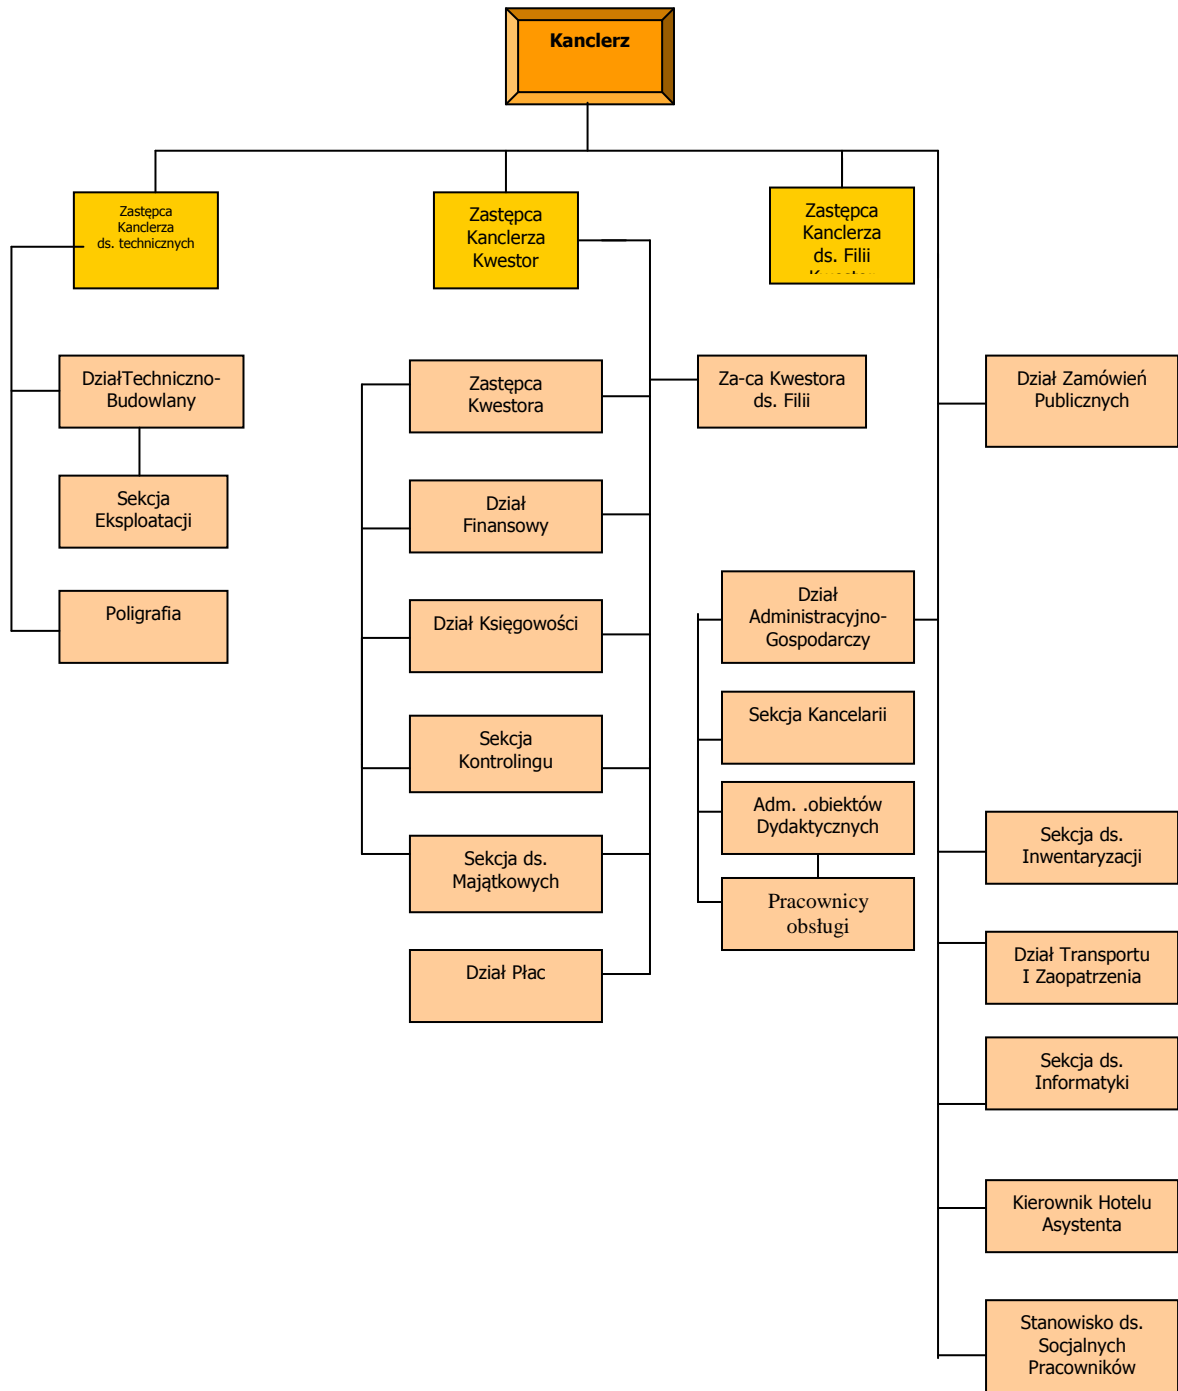 Kanclerz
Zastępca
Kanclerza
ds. technicznych
Zastępca
Kanclerza
Kwestor
Zastępca
Kanclerza
ds. Filii
DziałTechniczno-
Budowlany
Zastępca
Kwestora
Za-ca Kwestora
ds. Filii
Dział Zamówień
Publicznych
Sekcja
Eksploatacji
Dział
Finansowy
Poligrafia
Dział Księgowości
Dział
Administracyjno-
Gospodarczy
Sekcja Kancelarii
Sekcja
Kontrolingu
Adm. .obiektów
Dydaktycznych
Sekcja ds.
Inwentaryzacji
Sekcja ds.
Majątkowych
Pracownicy
obsługi
Dział Płac
Dział Transportu
I Zaopatrzenia
Sekcja ds.
Informatyki
Kierownik Hotelu
Asystenta
Stanowisko ds.
Socjalnych
Pracowników